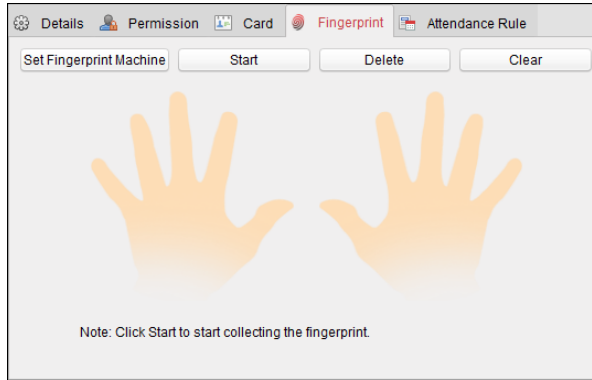 Details Permission Card Fingerprint Attendance Rule
Set Fingerprint Machine Start Delete Clear
Note: Click Start to start collecting the fingerprint.